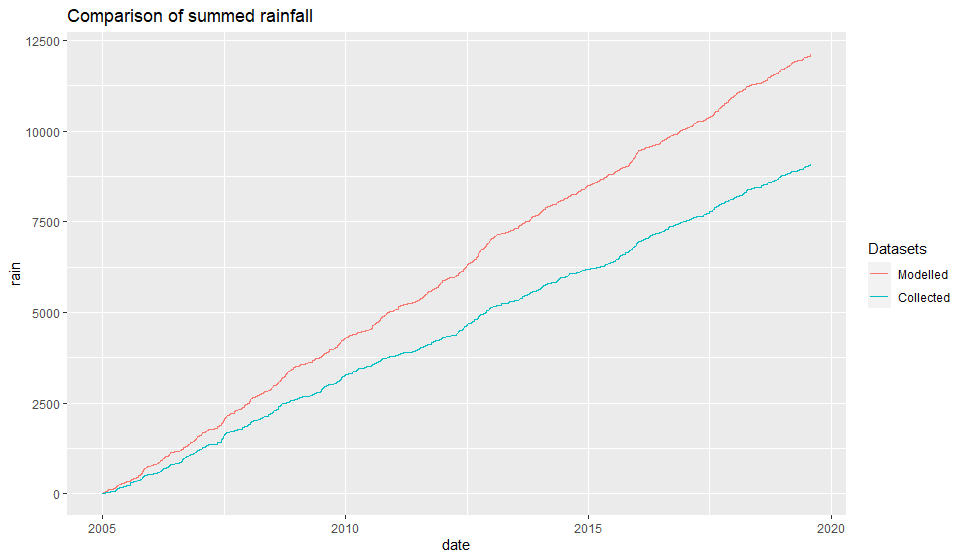 Comparison of summed rainfall
12500
10000
7500
5000
2500
0
rain
2005
2010
2015
2020
date
Datasets
Modelled
Collected